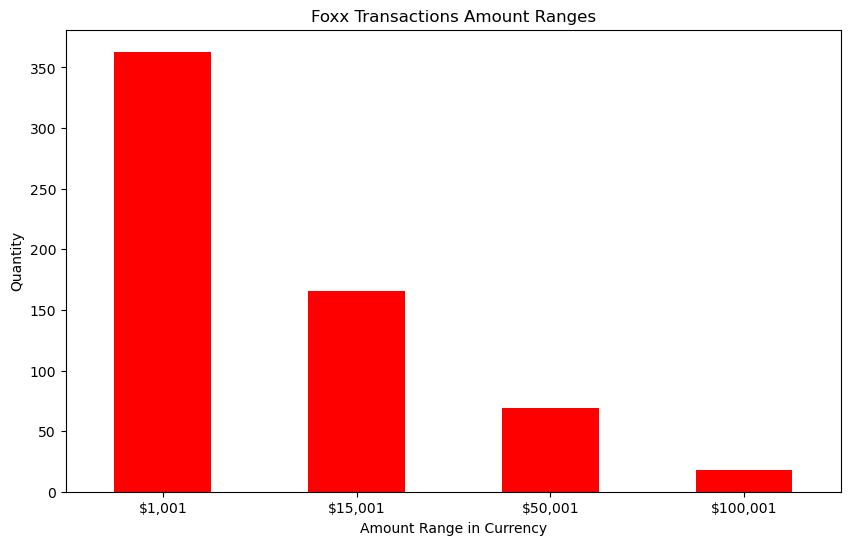 Foxx Transactions Amount Ranges
Quantity
350
300
250
200
150
100
50
0
$1,001 $15,001 $50,001 $100,001
Amount Range in Currency